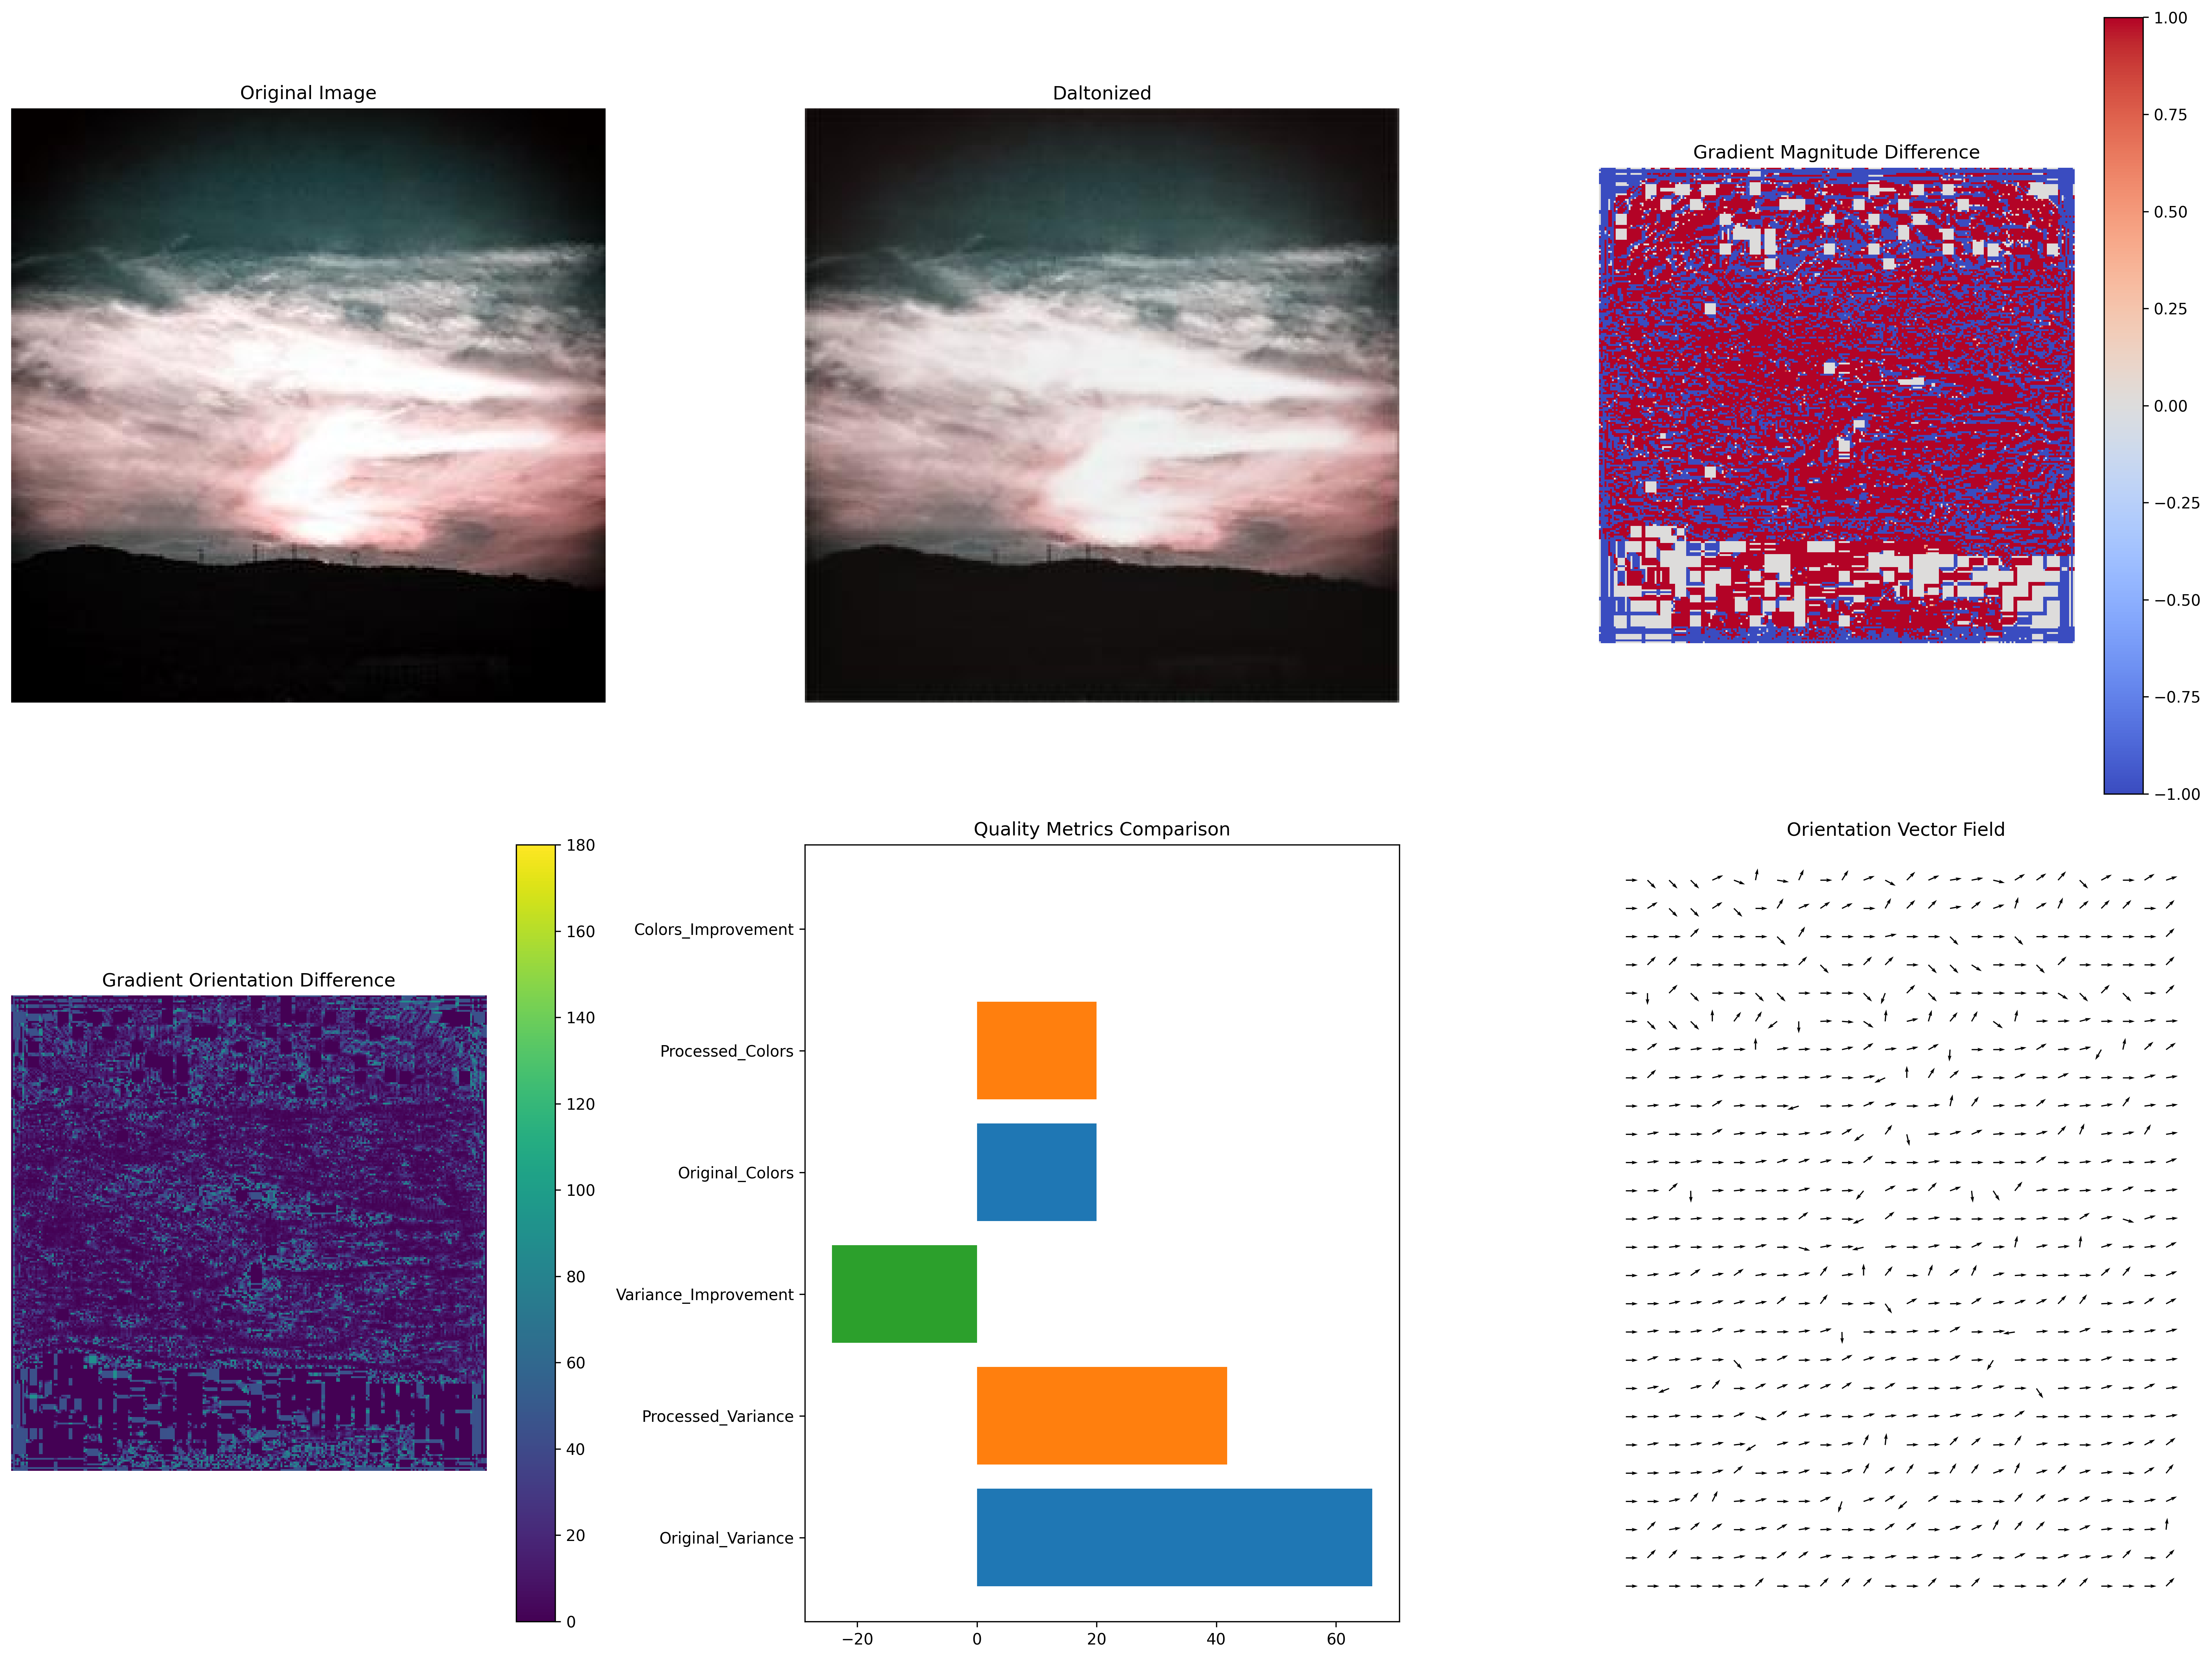 Original Image
Daltonized
Gradient Magnitude Difference
1.00
0.75
0.50
0.25
0.00
−0.25
−0.50
−0.75
−1.00
Gradient Orientation Difference
180
160
140
120
100
80
60
40
20
0
Quality Metrics Comparison
Colors_Improvement
Processed_Colors
Original_Colors
Variance_Improvement
Processed_Variance
Original_Variance
−20 0 20 40 60
Orientation Vector Field